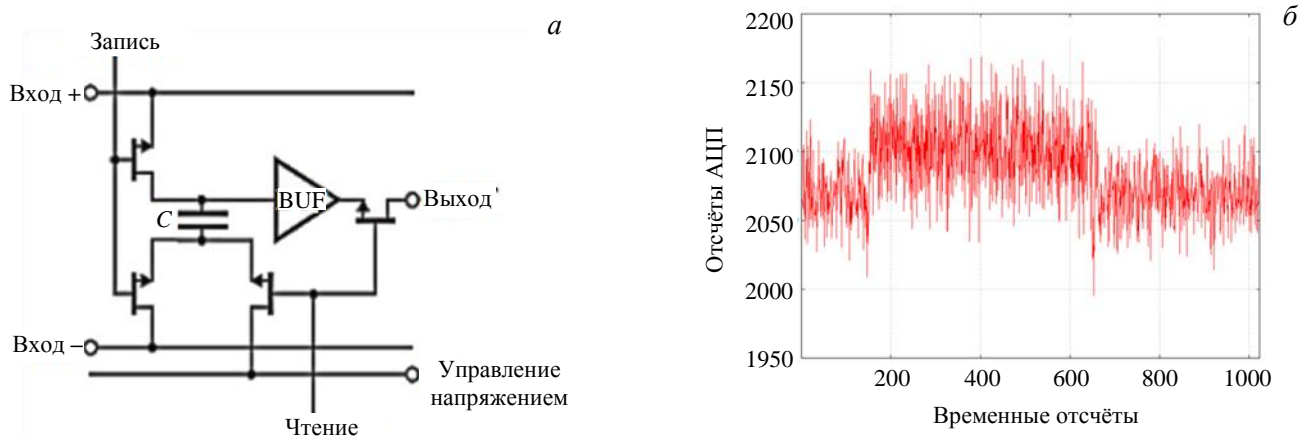 а
Запись
Вход +
BUF
Выход
C
Вход –
Управление
напряжением
Чтение
б
2200
2150
2100
2050
2000
1950
Отсчёты АЦП
200
400
600
800
1000
Временные отсчёты